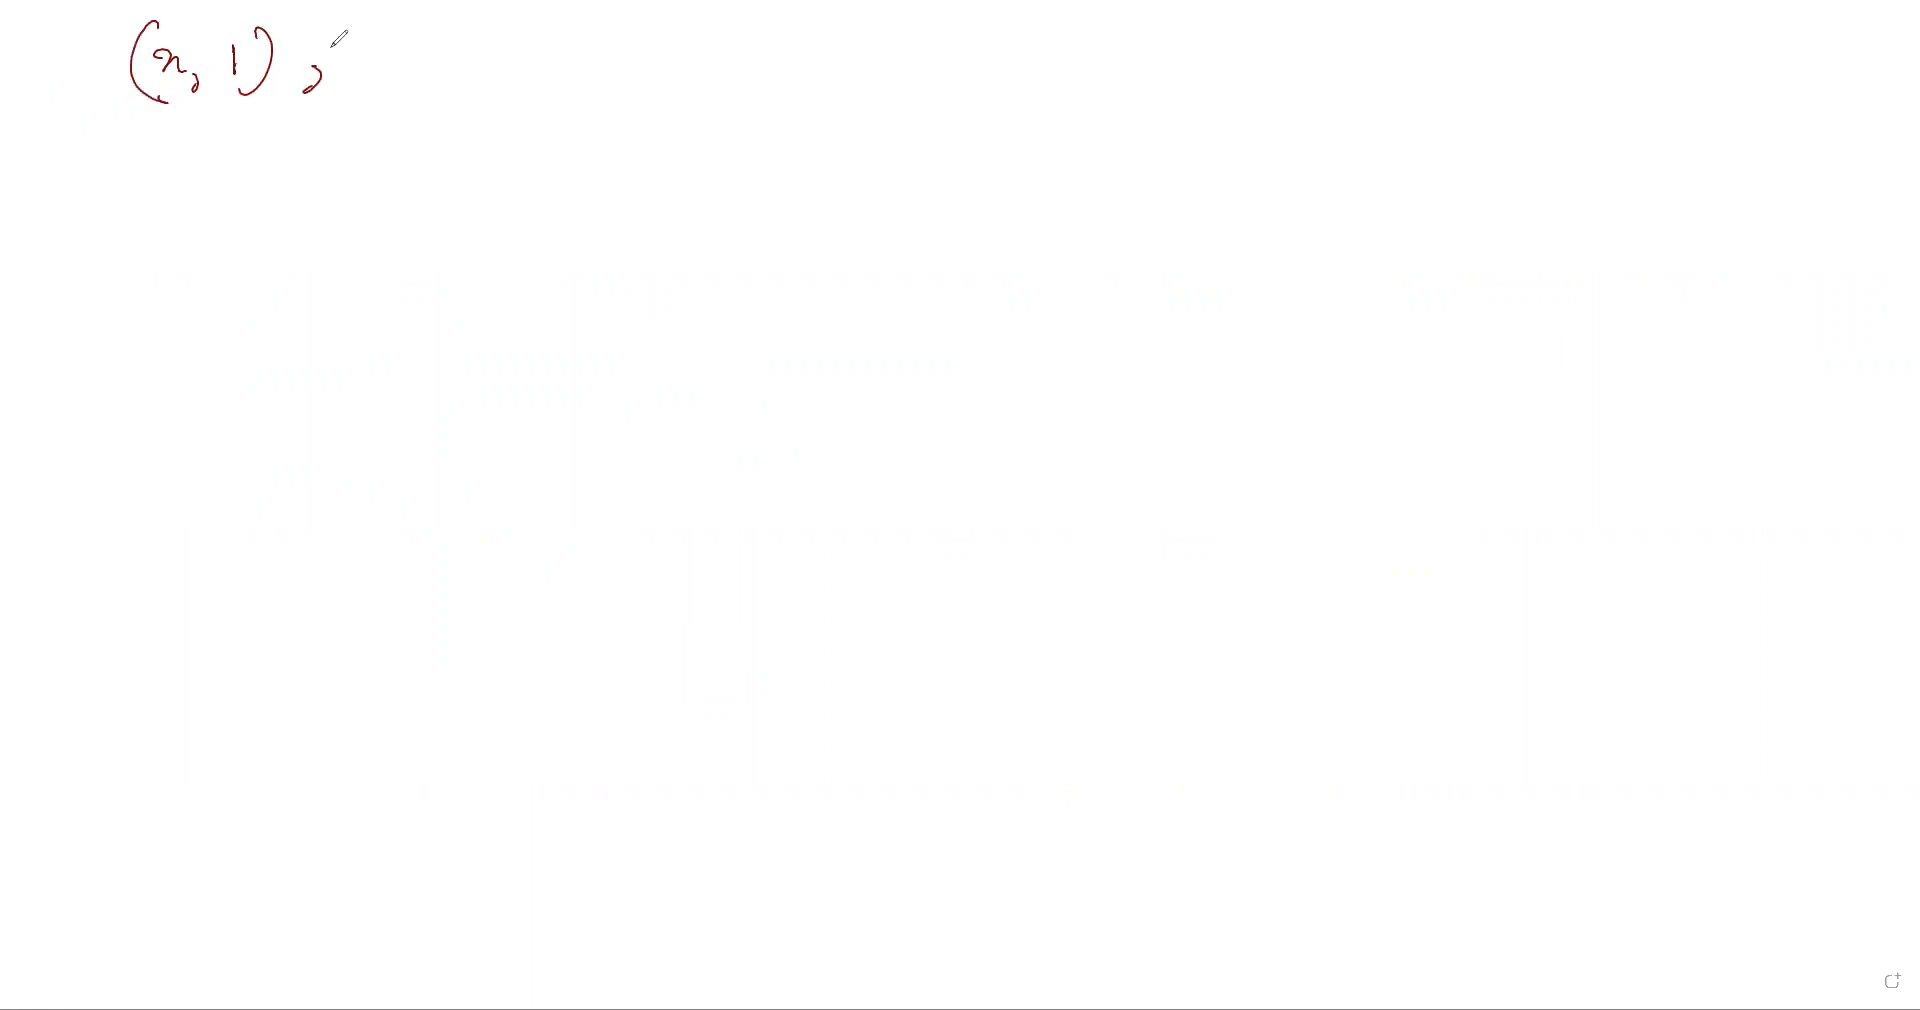 (x, 1) ,